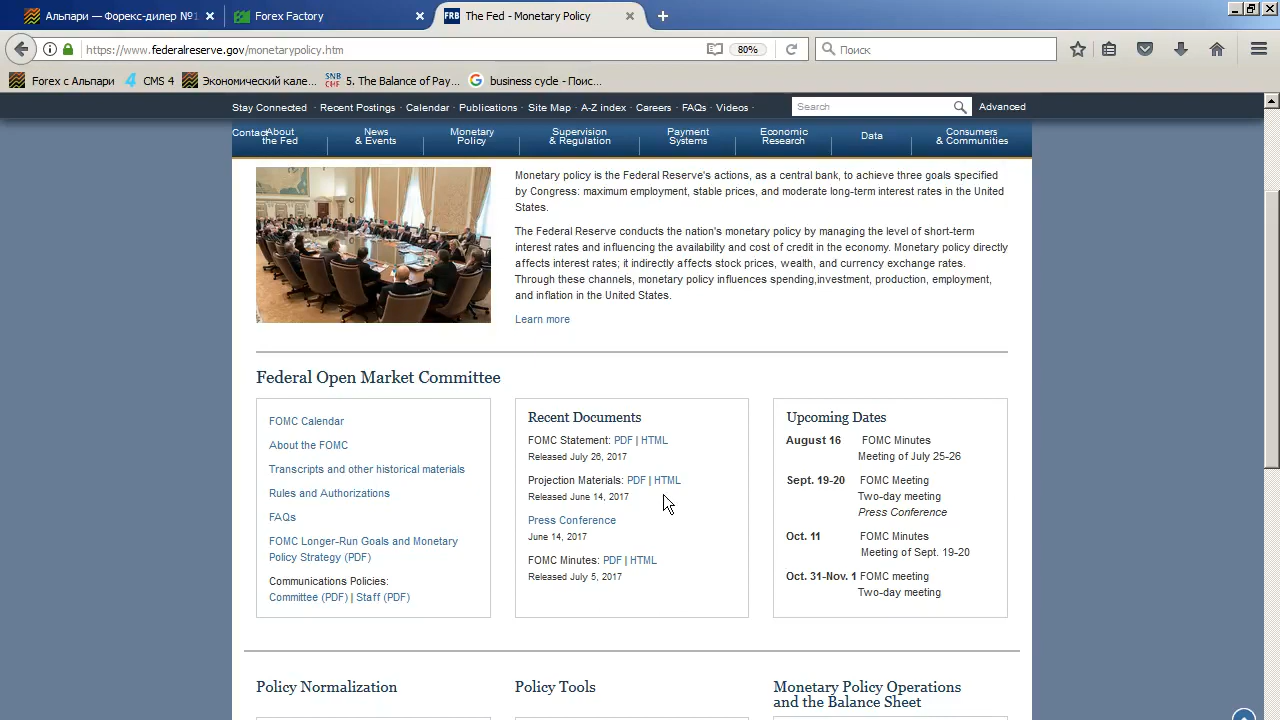 Альпари — Форекс-дилер №1
Forex Factory
FRB The Fed - Monetary Policy
https://www.federalreserve.gov/monetarypolicy.htm
80%
Поиск
Forex с Альпари
4 CMS 4
Экономический кале...
SNB CHF 5. The Balance of Pay...
G business cycle - Поис...
Stay Connected · Recent Postings · Calendar · Publications · Site Map · A-Z index · Careers · FAQs · Videos ·
Search
Advanced
Contact
About the Fed
News & Events
Monetary Policy
Supervision & Regulation
Payment Systems
Economic Research
Data
Consumers & Communities
Monetary policy is the Federal Reserve's actions, as a central bank, to achieve three goals specified
by Congress: maximum employment, stable prices, and moderate long-term interest rates in the United
States.
The Federal Reserve conducts the nation's monetary policy by managing the level of short-term
interest rates and influencing the availability and cost of credit in the economy. Monetary policy directly
affects interest rates; it indirectly affects stock prices, wealth, and currency exchange rates.
Through these channels, monetary policy influences spending,investment, production, employment,
and inflation in the United States.
Learn more
Federal Open Market Committee
FOMC Calendar
About the FOMC
Transcripts and other historical materials
Rules and Authorizations
FAQs
FOMC Longer-Run Goals and Monetary
Policy Strategy (PDF)
Communications Policies:
Committee (PDF) | Staff (PDF)
Recent Documents
FOMC Statement: PDF | HTML
Released July 26, 2017
Projection Materials: PDF | HTML
Released June 14, 2017
Press Conference
June 14, 2017
FOMC Minutes: PDF | HTML
Released July 5, 2017
Upcoming Dates
August 16 FOMC Minutes
Meeting of July 25-26
Sept. 19-20 FOMC Meeting
Two-day meeting
Press Conference
Oct. 11 FOMC Minutes
Meeting of Sept. 19-20
Oct. 31-Nov. 1 FOMC meeting
Two-day meeting
Policy Normalization
Policy Tools
Monetary Policy Operations
and the Balance Sheet